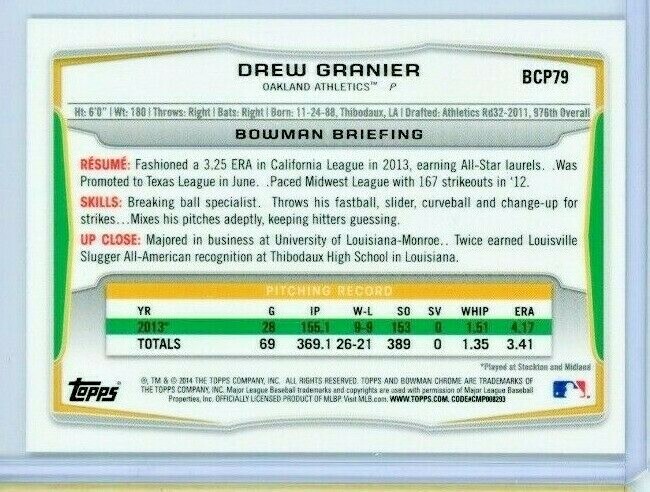 DREW GRANIER
OAKLAND ATHLETICS™ P
BCP79
Ht: 6'0" | Wt: 180 | Throws: Right | Bats: Right | Born: 11-24-88, Thibodaux, LA | Drafted: Athletics Rd32-2011, 976th Overall
BOWMAN BRIEFING
RÉSUMÉ: Fashioned a 3.25 ERA in California League in 2013, earning All-Star laurels. . .Was
Promoted to Texas League in June. . .Paced Midwest League with 167 strikeouts in '12.
SKILLS: Breaking ball specialist. Throws his fastball, slider, curveball and change-up for
strikes...Mixes his pitches adeptly, keeping hitters guessing.
UP CLOSE: Majored in business at University of Louisiana-Monroe. . Twice earned Louisville
Slugger All-American recognition at Thibodaux High School in Louisiana.
PITCHING RECORD
YR G IP W-L SO SV WHIP ERA
2013* 28 155.1 9-9 153 0 1.51 4.17
TOTALS 69 369.1 26-21 389 0 1.35 3.41
*Played at Stockton and Midland
TOPPS
®, TM & © 2014 THE TOPPS COMPANY, INC. ALL RIGHTS RESERVED. TOPPS AND BOWMAN CHROME ARE TRADEMARKS OF
THE TOPPS COMPANY, INC. Major League Baseball trademarks and copyrights are used with permission of Major League Baseball
Properties, Inc. OFFICIALLY LICENSED PRODUCT OF MLBP. Visit MLB.com. WWW.TOPPS.COM. CODE#CMP008293